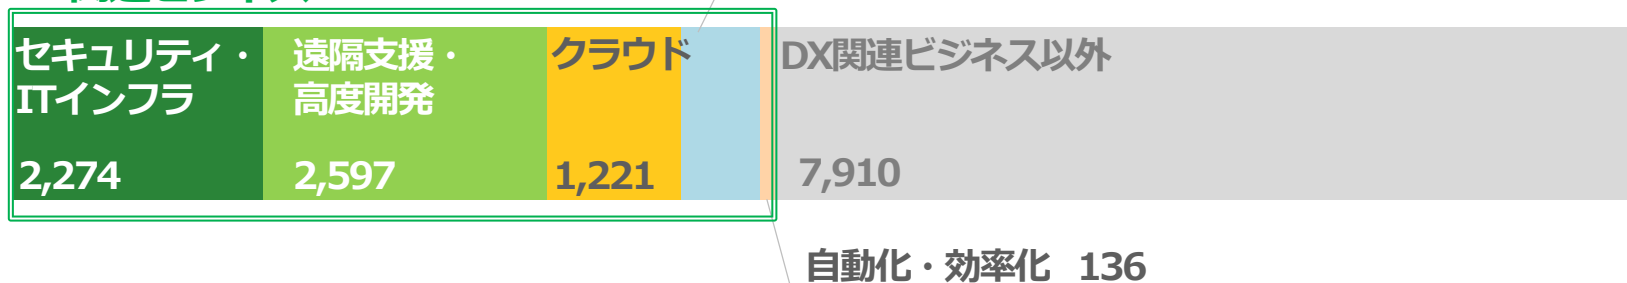 セキュリティ・
ITインフラ
2,274
遠隔支援・
高度開発
2,597
クラウド
1,221
DX関連ビジネス以外
7,910
自動化・効率化 136